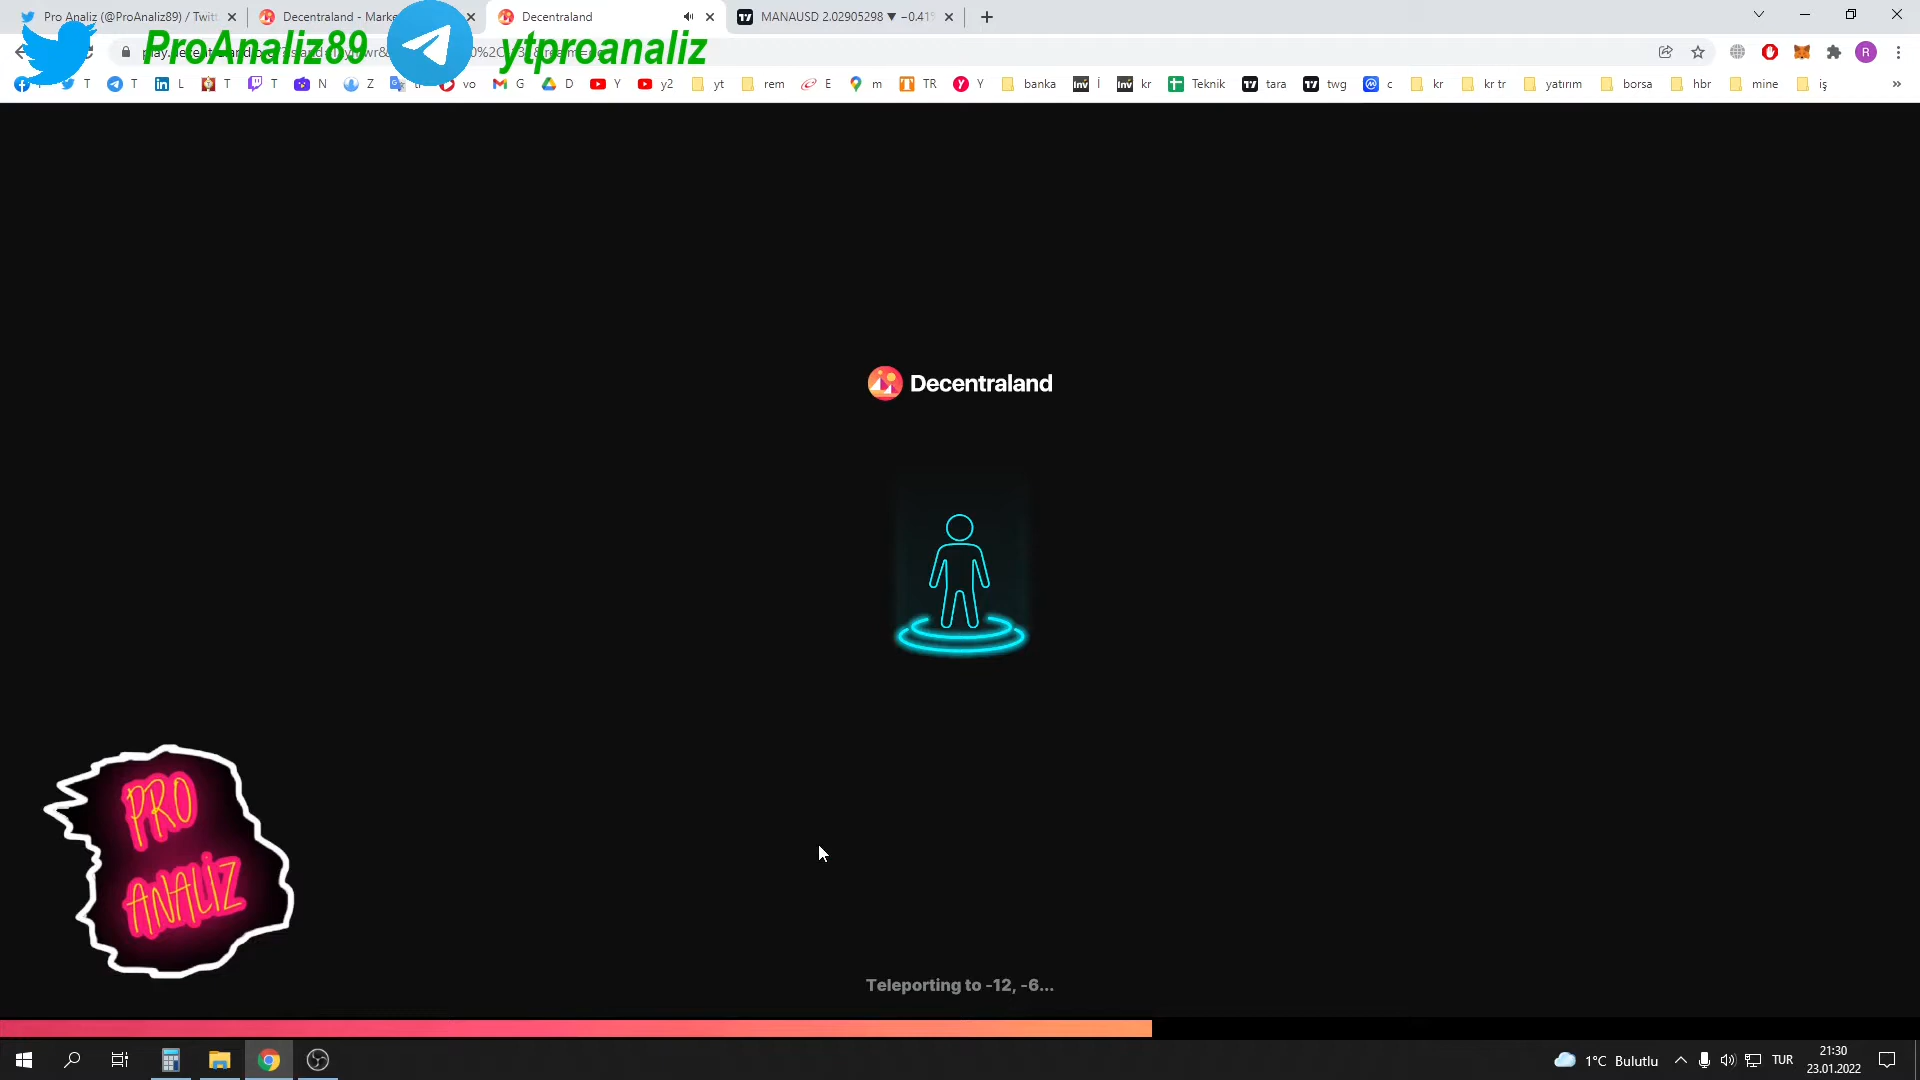 Pro Analiz (@ProAnaliz89) / Twitt
Decentraland - Marke
Decentraland
MANAUSD 2.02905298 ▼ −0.41%
ProAnaliz89
ytproanaliz
T T L T T N Z vo G D Y y2 yt rem E m TR Y banka İ kr Teknik tara twg c kr kr tr yatırım borsa hbr mine iş »
Decentraland
PRO
ANALİZ
Teleporting to -12, -6...
1°C Bulutlu
TUR
21:30
23.01.2022